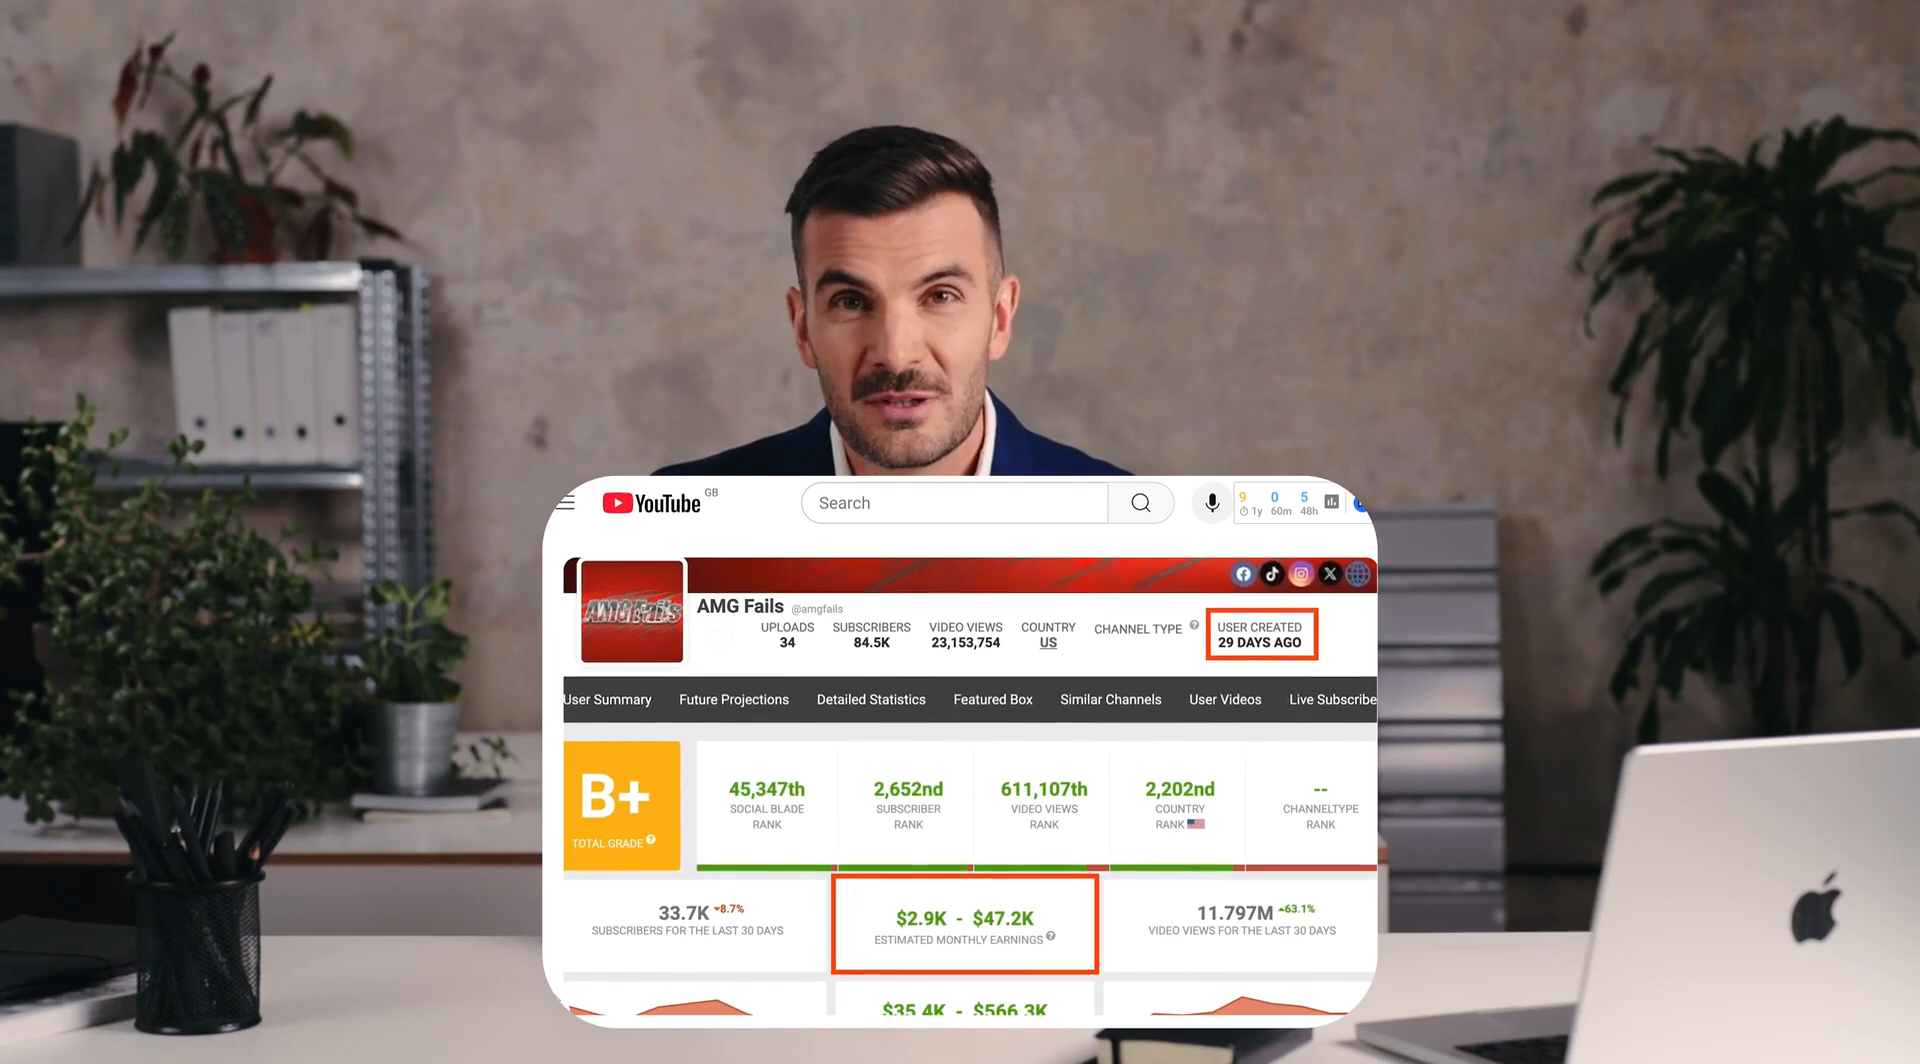 YouTube GB
Search
9 0 5
1y 60m 48h
AMG Fails
AMG Fails @amgfails
UPLOADS SUBSCRIBERS VIDEO VIEWS COUNTRY CHANNEL TYPE USER CREATED
34 84.5K 23,153,754 US 29 DAYS AGO
User Summary Future Projections Detailed Statistics Featured Box Similar Channels User Videos Live Subscribe
B+
TOTAL GRADE
45,347th 2,652nd 611,107th 2,202nd --
SOCIAL BLADE SUBSCRIBER VIDEO VIEWS COUNTRY CHANNELTYPE
RANK RANK RANK RANK RANK
33.7K 8.7% $2.9K - $47.2K 11.797M 63.1%
SUBSCRIBERS FOR THE LAST 30 DAYS ESTIMATED MONTHLY EARNINGS VIDEO VIEWS FOR THE LAST 30 DAYS
$35.4K - $566.3K